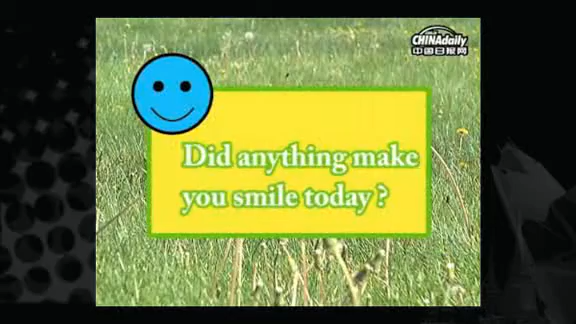 CHINAdaily
中国日报网
Did anything make
you smile today?